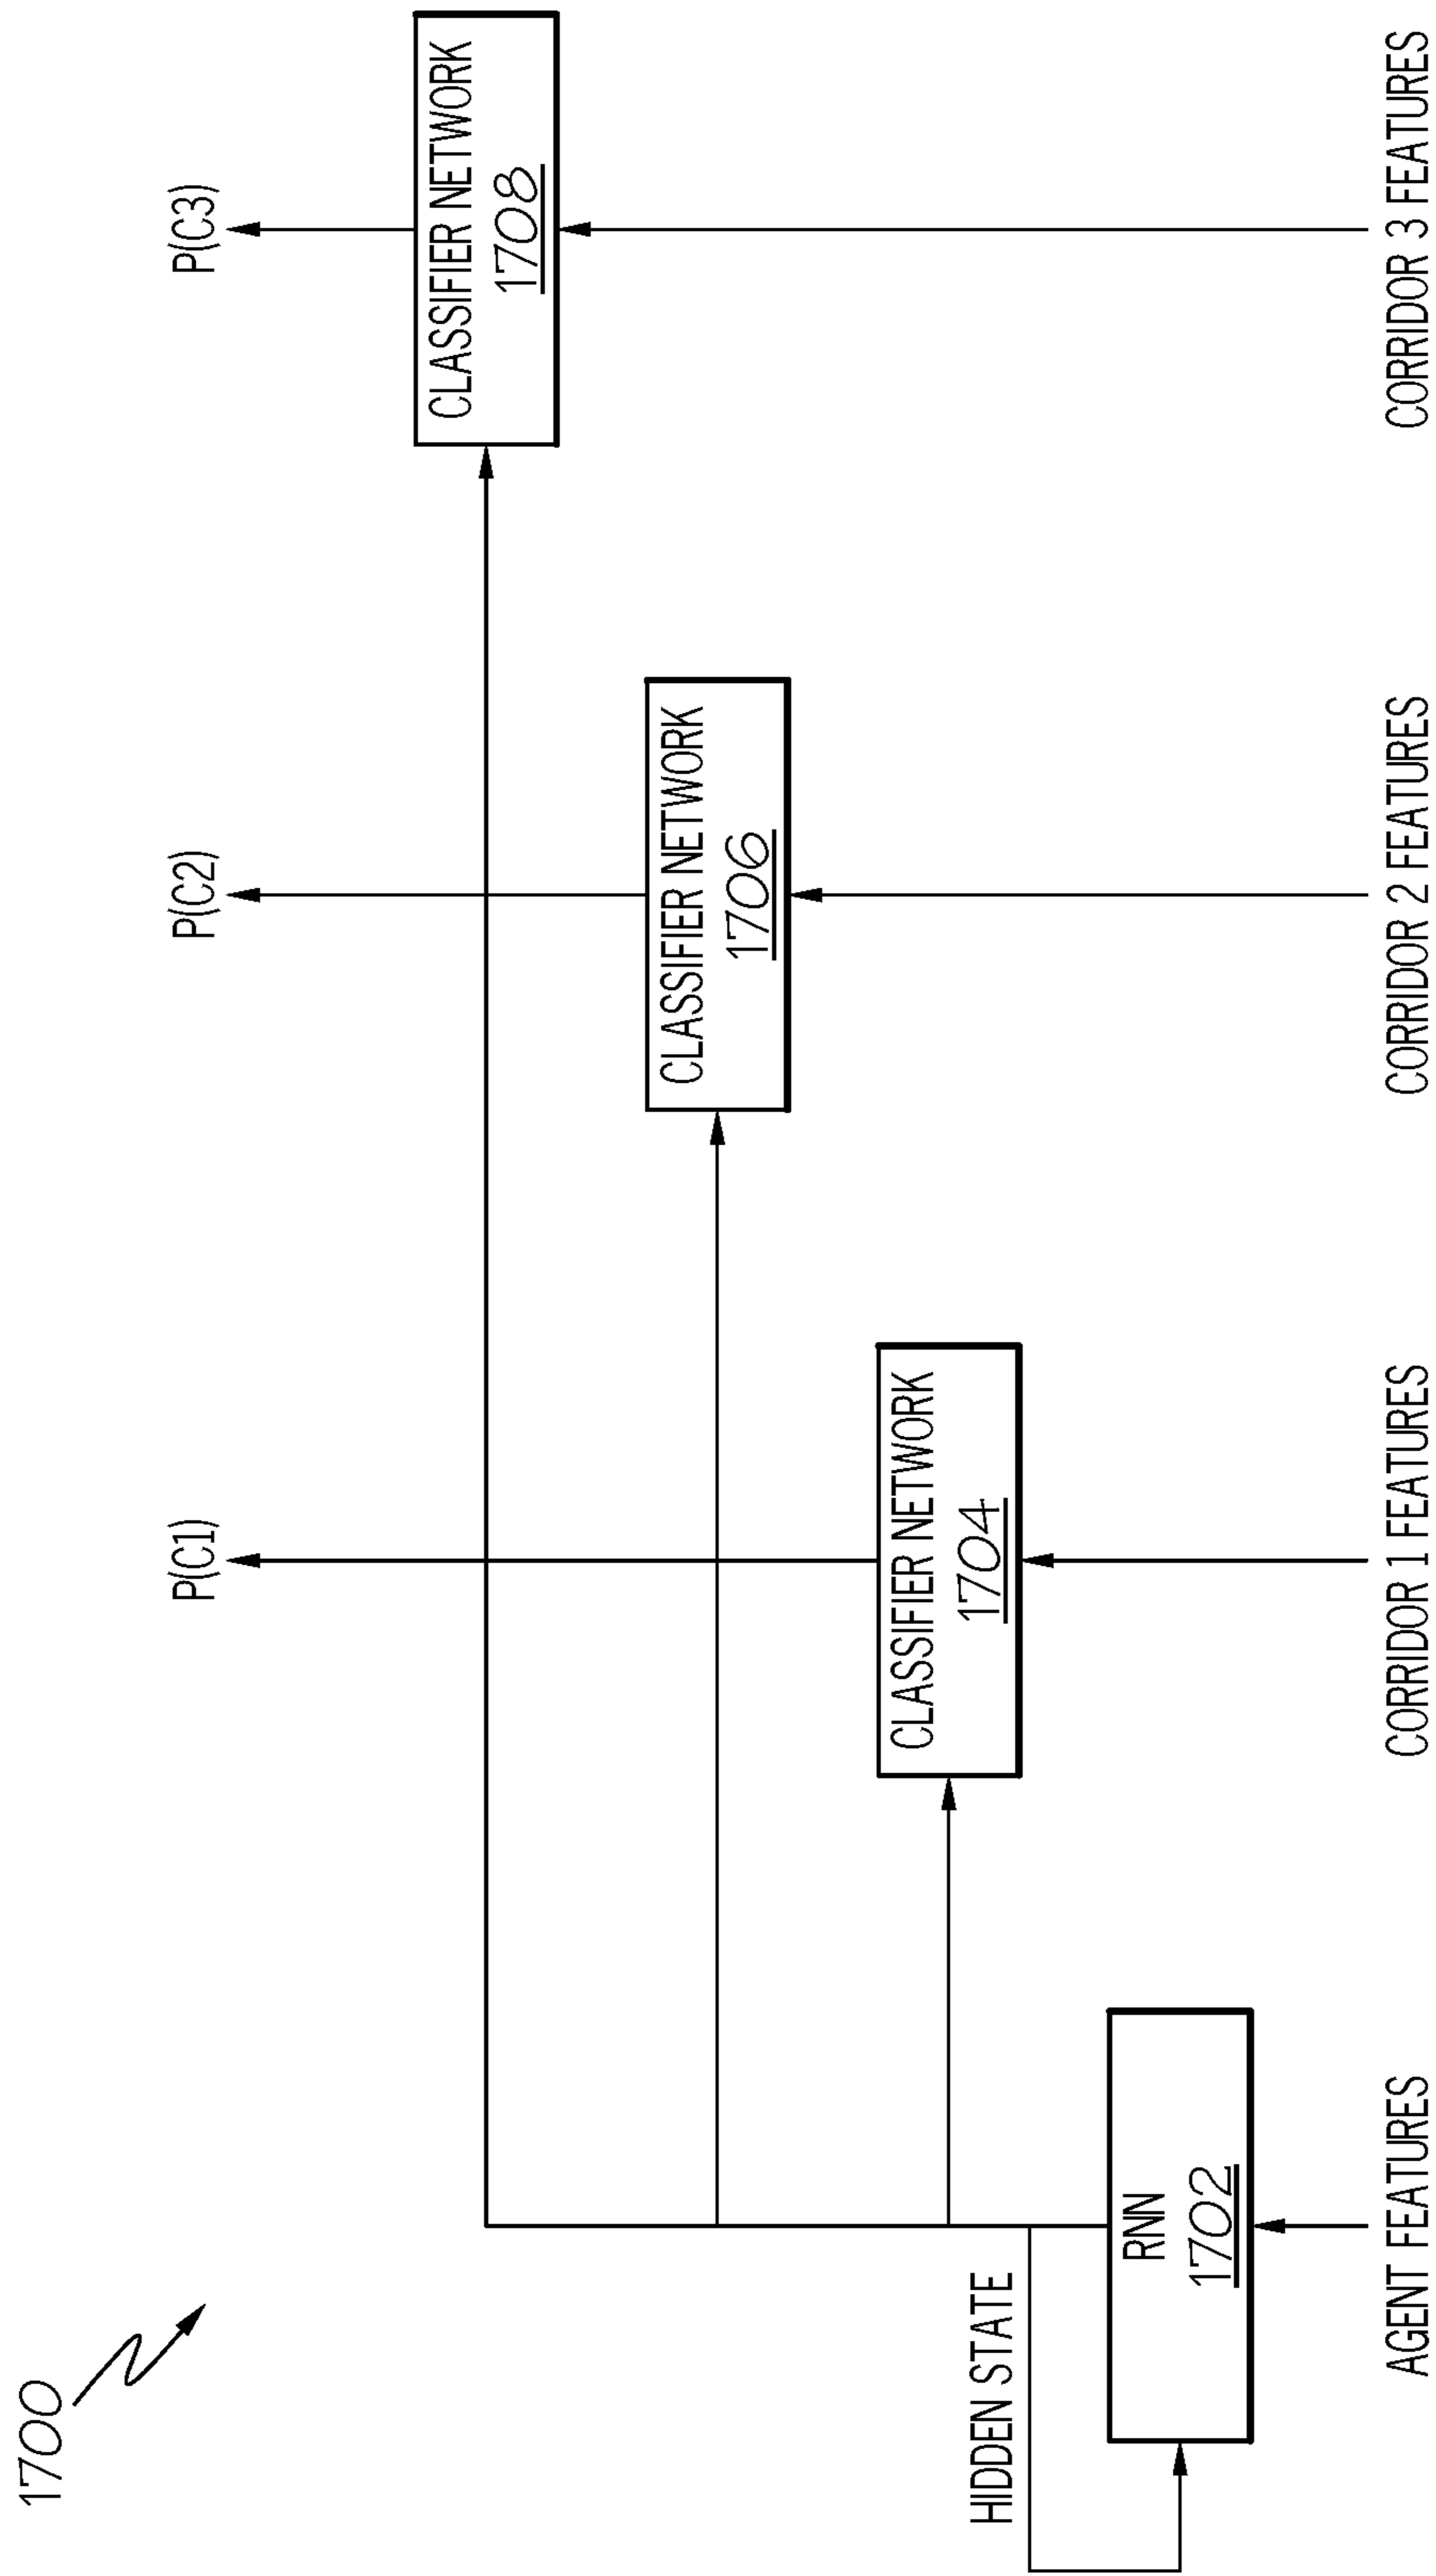 1700
P(C1)
P(C2)
P(C3)
CLASSIFIER NETWORK
1708
CLASSIFIER NETWORK
1706
CLASSIFIER NETWORK
1704
HIDDEN STATE
RNN
1702
AGENT FEATURES
CORRIDOR 1 FEATURES
CORRIDOR 2 FEATURES
CORRIDOR 3 FEATURES